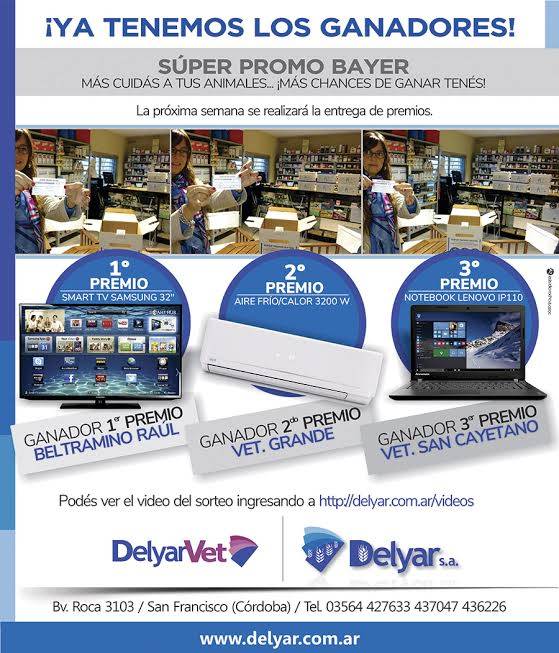 ¡YA TENEMOS LOS GANADORES!
SÚPER PROMO BAYER
MÁS CUIDÁS A TUS ANIMALES... ¡MÁS CHANCES DE GANAR TENÉS!
La próxima semana se realizará la entrega de premios.
1º
PREMIO
SMART TV SAMSUNG 32"
2º
PREMIO
AIRE FRÍO/CALOR 3200 W
3º
PREMIO
NOTEBOOK LENOVO IP110
GANADOR 1er PREMIO
BELTRAMINO RAÚL
GANADOR 2do PREMIO
VET. GRANDE
GANADOR 3er PREMIO
VET. SAN CAYETANO
Podés ver el video del sorteo ingresando a http://delyar.com.ar/videos
DelyarVet
Delyar s.a.
Bv. Roca 3103 / San Francisco (Córdoba) / Tel. 03564 427633 437047 436226
www.delyar.com.ar